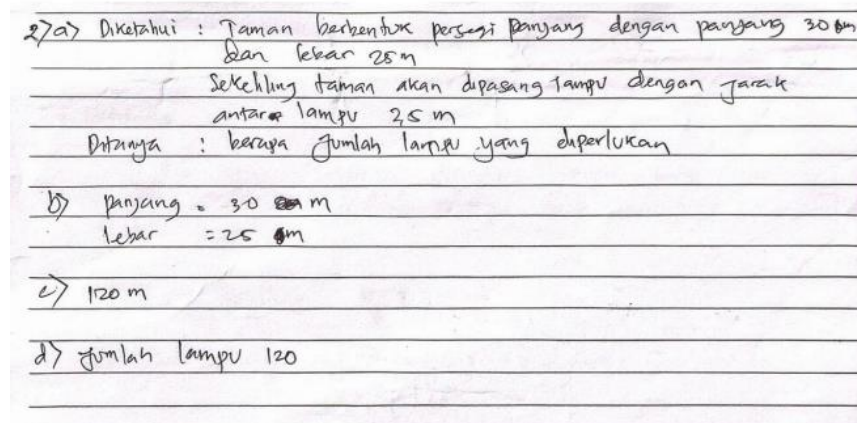 2) a) Diketahui : Taman berbentuk persegi panjang dengan panjang 30 m
dan lebar 25 m
Sekeliling taman akan dipasang lampu dengan jarak
antar lampu 2,5 m
Ditanya : berapa jumlah lampu yang diperlukan
b) panjang = 30 m
lebar = 25 m
c) 120 m
d) jumlah lampu 120